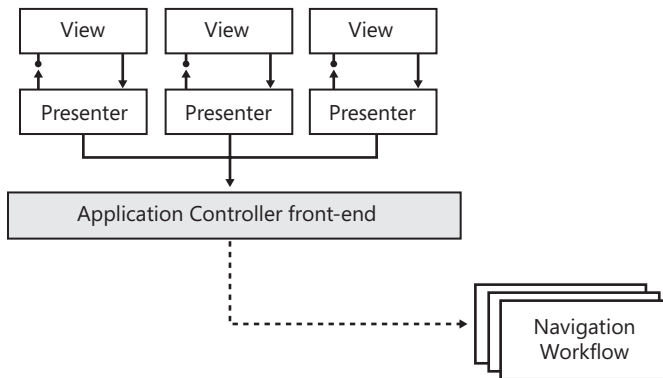 View
View
View
Presenter
Presenter
Presenter
Application Controller front-end
Navigation
Workflow